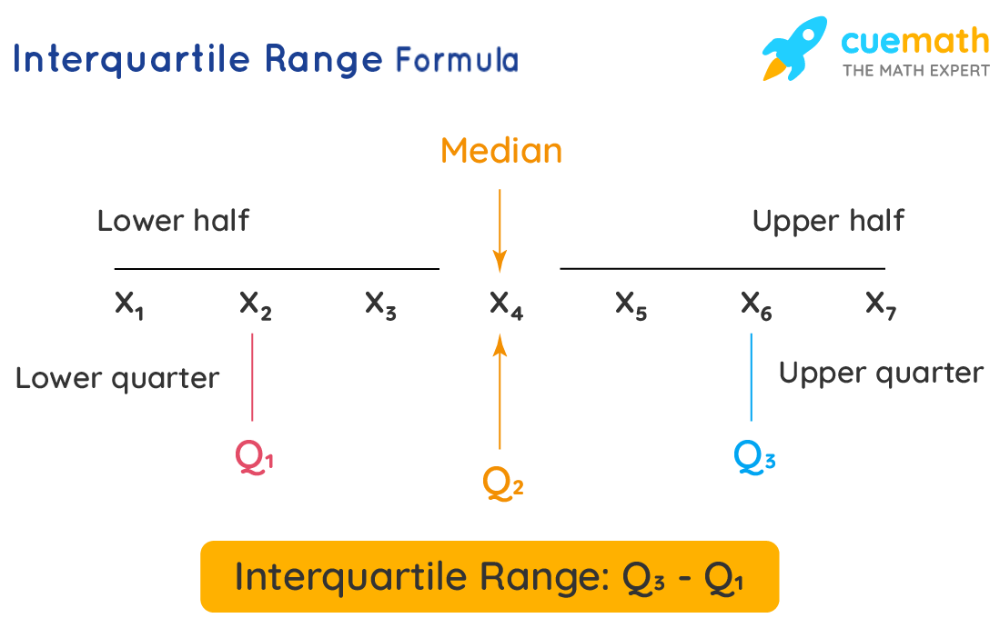 Interquartile Range Formula
cuemath
THE MATH EXPERT
Median
Lower half
Upper half
x₁ x₂ x₃ x₄ x₅ x₆ x₇
Lower quarter
Upper quarter
Q₁
Q₂
Q₃
Interquartile Range: Q₃ - Q₁